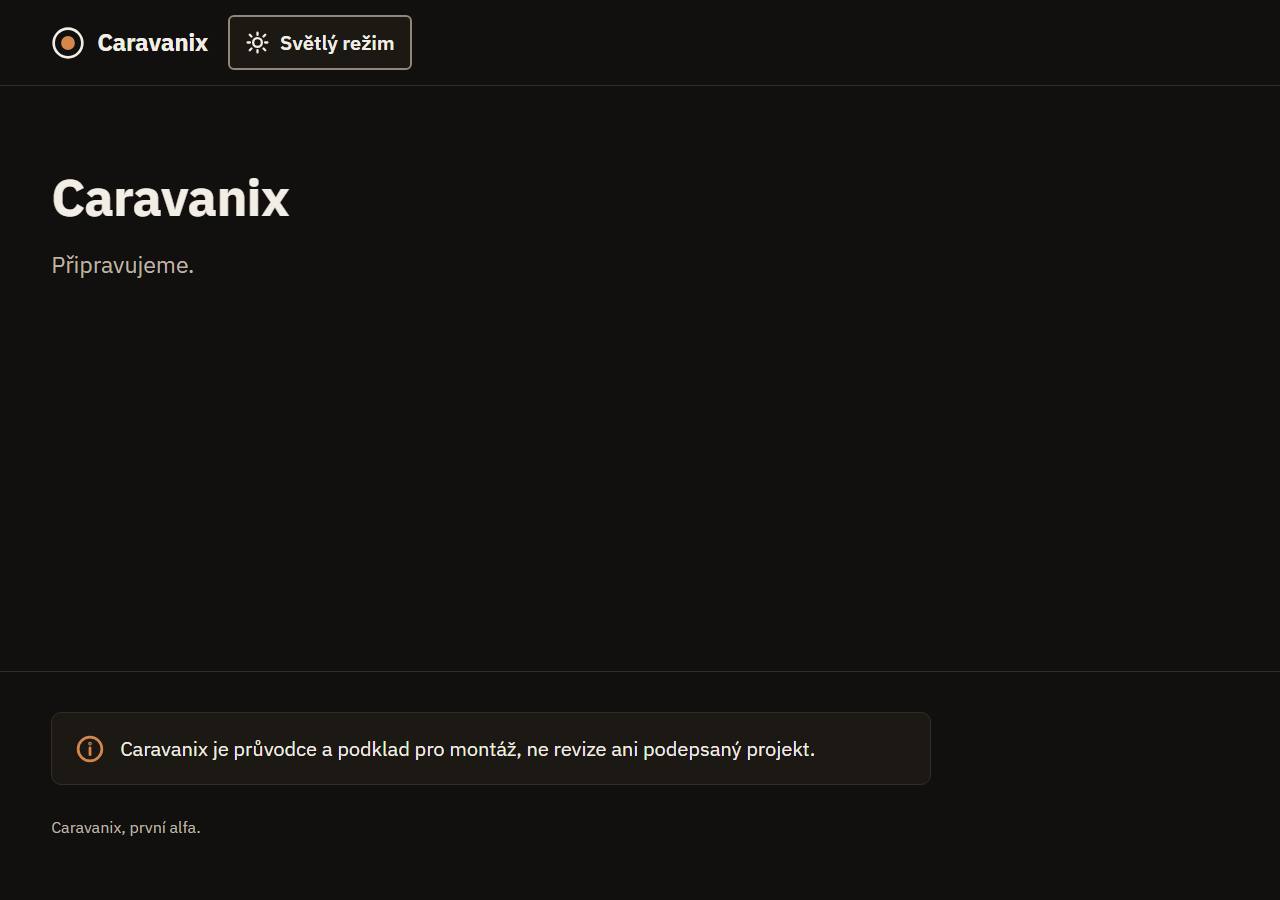 Caravanix
Světlý režim
Caravanix
Připravujeme.
Caravanix je průvodce a podklad pro montáž, ne revize ani podepsaný projekt.
Caravanix, první alfa.